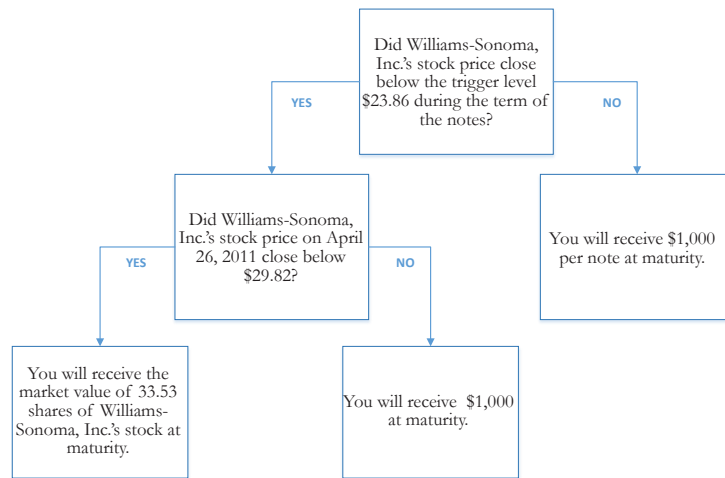 Did Williams-Sonoma,
Inc.'s stock price close
below the trigger level
$23.86 during the term of
the notes?
YES
NO
Did Williams-Sonoma,
Inc.'s stock price on April
26, 2011 close below
$29.82?
You will receive $1,000
per note at maturity.
YES
NO
You will receive the
market value of 33.53
shares of Williams-
Sonoma, Inc.'s stock at
maturity.
You will receive $1,000
at maturity.